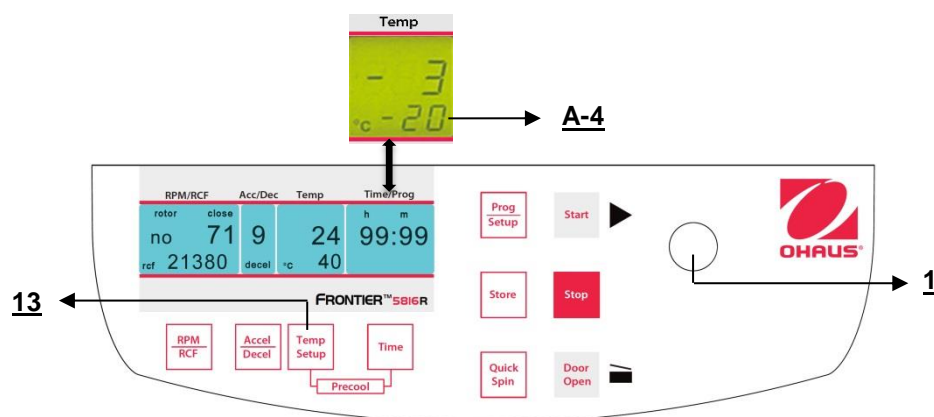 Temp
- 3
°C -20
A-4
RPM/RCF Acc/Dec Temp Time/Prog
rotor close h m
no 71 9 24 99:99
rcf 21380 decel °C 40
FRONTIER™ 5816R
13
RPM
RCF
Accel
Decel
Temp
Setup
Time
Precool
Prog
Setup
Start
Store
Stop
Quick
Spin
Door
Open
OHAUS®
1